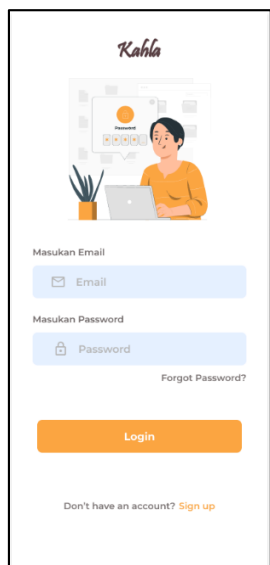 Kahla
Password
Masukan Email
Email
Masukan Password
Password
Forgot Password?
Login
Don't have an account? Sign up